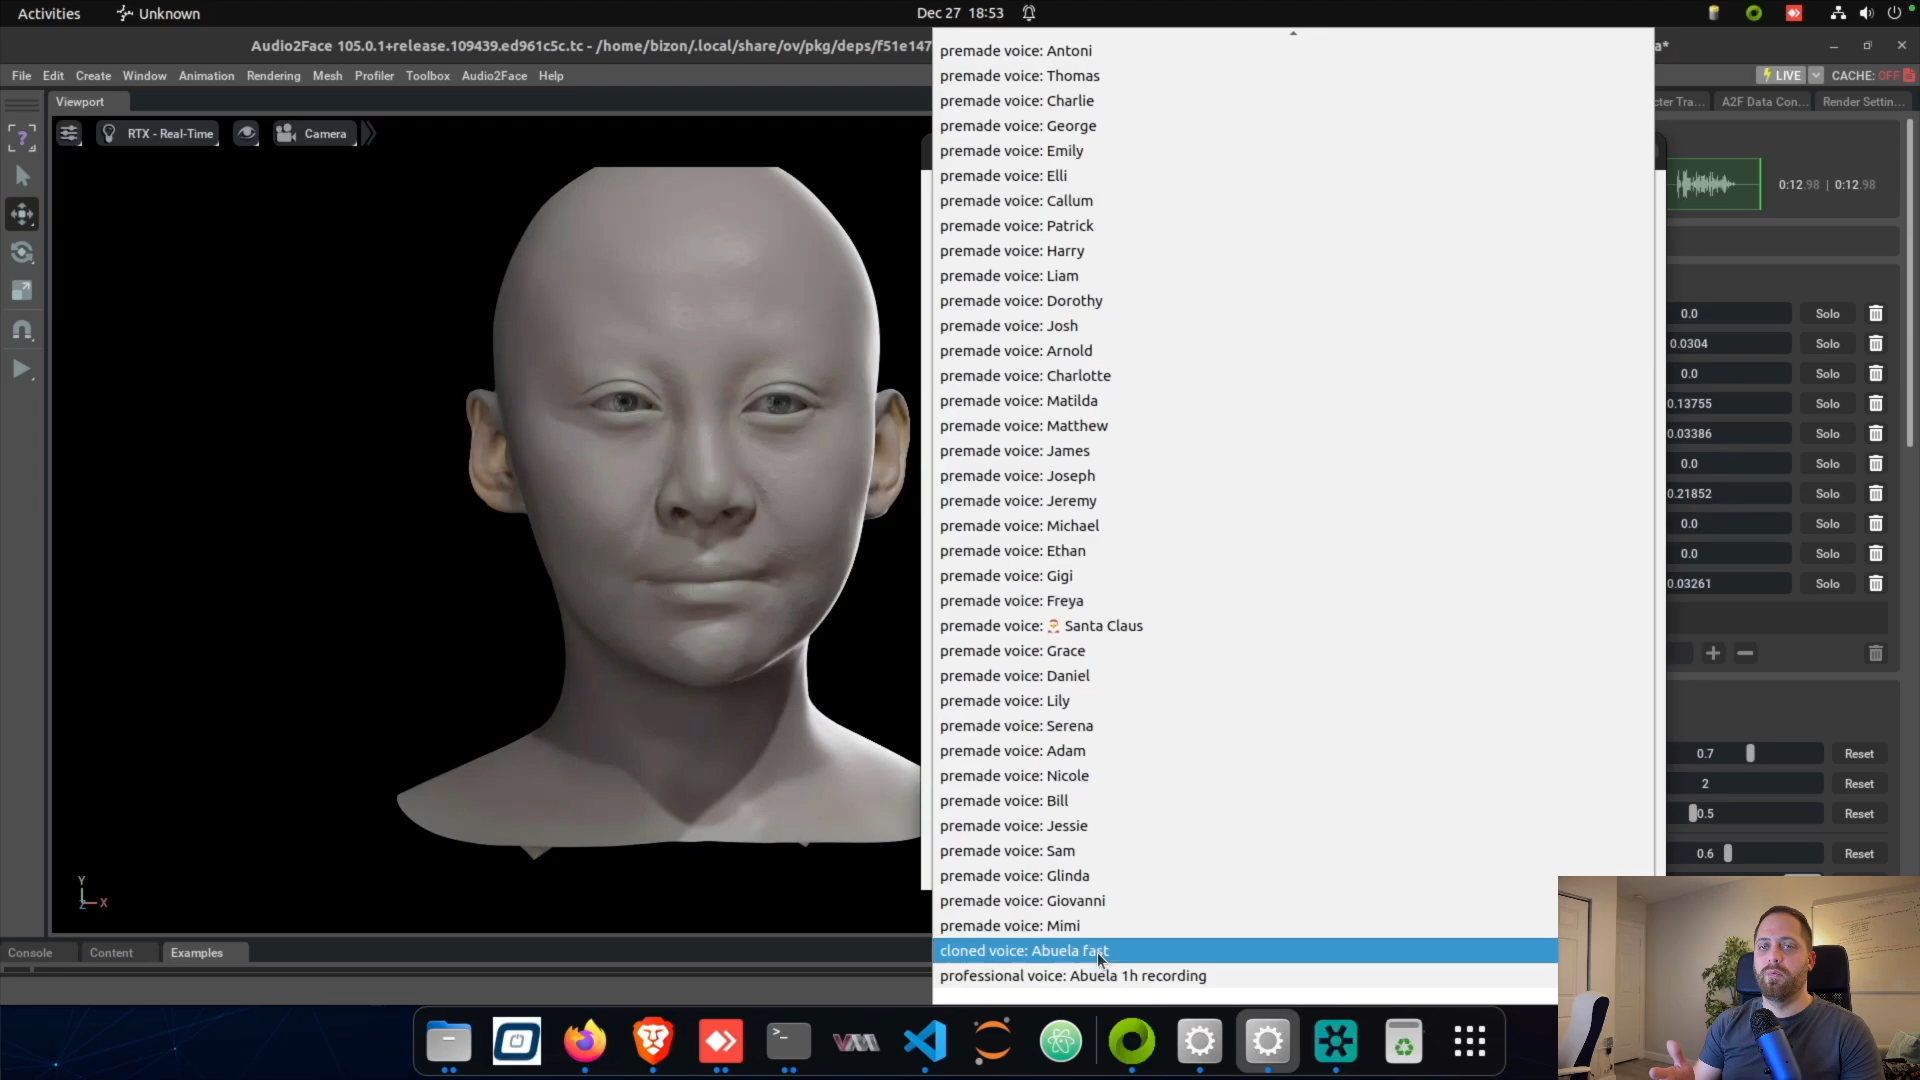 Activities
Unknown
Dec 27 18:53
Audio2Face 105.0.1+release.109439.ed961c5c.tc - /home/bizon/.local/share/ov/pkg/deps/f51e147
a*
File Edit Create Window Animation Rendering Mesh Profiler Toolbox Audio2Face Help
LIVE
CACHE: OFF
Viewport
cter Tra...
A2F Data Con...
Render Settin...
RTX - Real-Time
Camera
0:12.98 | 0:12.98
premade voice: Antoni
premade voice: Thomas
premade voice: Charlie
premade voice: George
premade voice: Emily
premade voice: Elli
premade voice: Callum
premade voice: Patrick
premade voice: Harry
premade voice: Liam
premade voice: Dorothy
premade voice: Josh
premade voice: Arnold
premade voice: Charlotte
premade voice: Matilda
premade voice: Matthew
premade voice: James
premade voice: Joseph
premade voice: Jeremy
premade voice: Michael
premade voice: Ethan
premade voice: Gigi
premade voice: Freya
premade voice: 🎅 Santa Claus
premade voice: Grace
premade voice: Daniel
premade voice: Lily
premade voice: Serena
premade voice: Adam
premade voice: Nicole
premade voice: Bill
premade voice: Jessie
premade voice: Sam
premade voice: Glinda
premade voice: Giovanni
premade voice: Mimi
cloned voice: Abuela fast
professional voice: Abuela 1h recording
0.0 Solo
0.0304 Solo
0.0 Solo
0.13755 Solo
0.03386 Solo
0.0 Solo
0.21852 Solo
0.0 Solo
0.0 Solo
0.03261 Solo
0.7 Reset
2 Reset
0.5 Reset
0.6 Reset
Y
Z
X
Console
Content
Examples